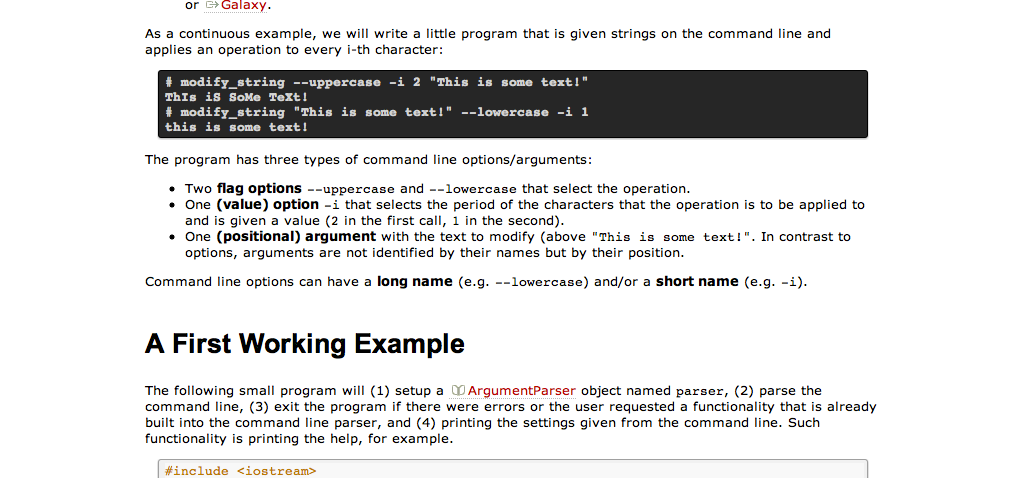 or Galaxy.
As a continuous example, we will write a little program that is given strings on the command line and
applies an operation to every i-th character:
# modify_string --uppercase -i 2 "This is some text!"
ThIs iS SoMe TeXt!
# modify_string "This is some text!" --lowercase -i 1
this is some text!
The program has three types of command line options/arguments:
• Two flag options --uppercase and --lowercase that select the operation.
• One (value) option -i that selects the period of the characters that the operation is to be applied to
and is given a value (2 in the first call, 1 in the second).
• One (positional) argument with the text to modify (above "This is some text!". In contrast to
options, arguments are not identified by their names but by their position.
Command line options can have a long name (e.g. --lowercase) and/or a short name (e.g. -i).
A First Working Example
The following small program will (1) setup a ArgumentParser object named parser, (2) parse the
command line, (3) exit the program if there were errors or the user requested a functionality that is already
built into the command line parser, and (4) printing the settings given from the command line. Such
functionality is printing the help, for example.
#include <iostream>